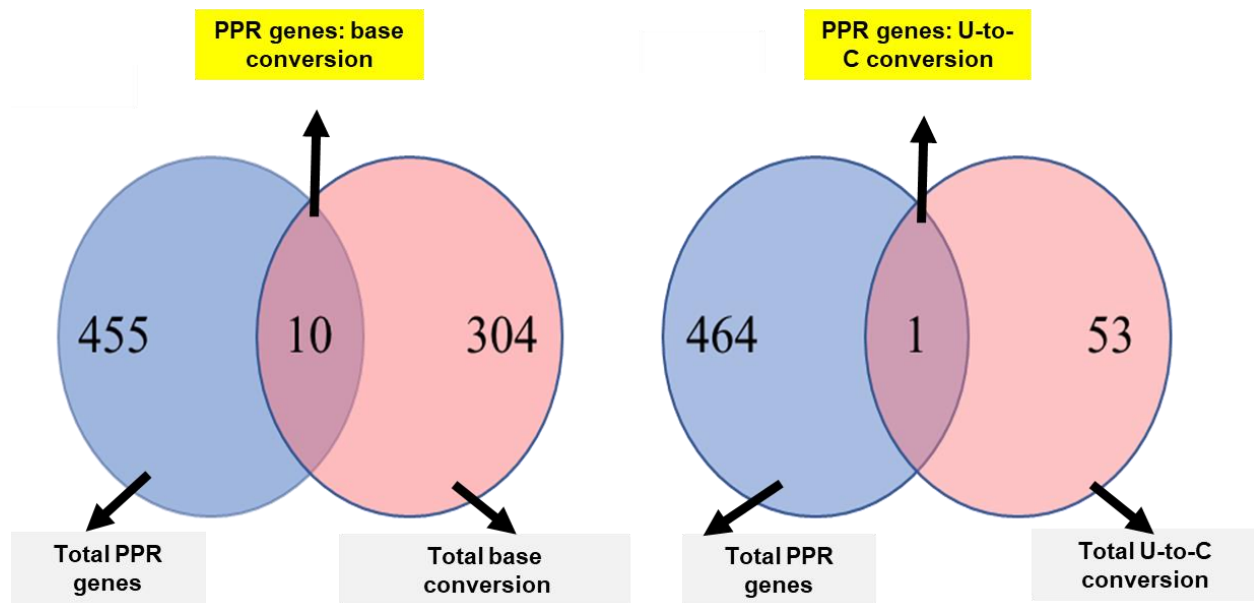 PPR genes: base
conversion
PPR genes: U-to-
C conversion
455
10
304
464
1
53
Total PPR
genes
Total base
conversion
Total PPR
genes
Total U-to-C
conversion